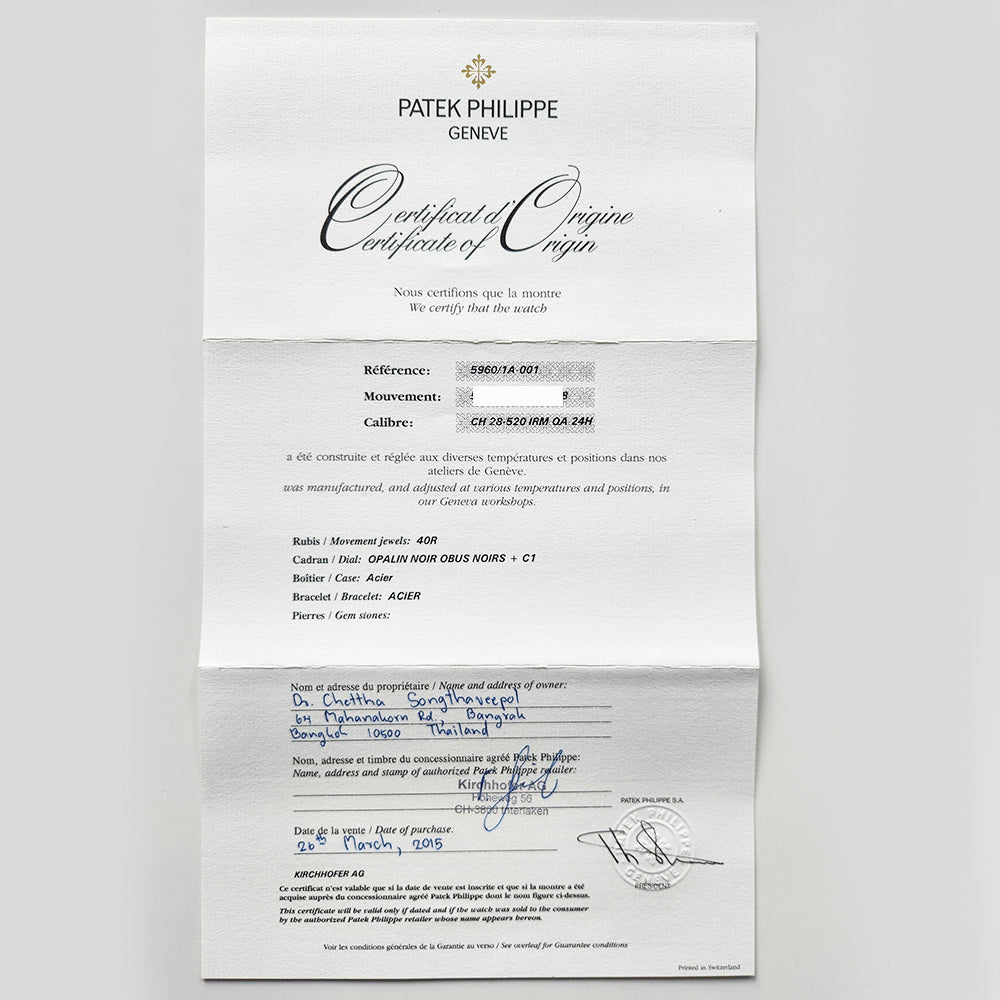 PATEK PHILIPPE
GENEVE
Certificat d'Origine
Certificate of Origin
Nous certifions que la montre
We certify that the watch
Référence: 5960/1A-001
Mouvement: 8
Calibre: CH 28-520 IRM QA 24H
a été construite et réglée aux diverses températures et positions dans nos
ateliers de Genève.
was manufactured, and adjusted at various temperatures and positions, in
our Geneva workshops.
Rubis / Movement jewels: 40R
Cadran / Dial: OPALIN NOIR OBUS NOIRS + C1
Boîtier / Case: Acier
Bracelet / Bracelet: ACIER
Pierres / Gem stones:
Nom et adresse du propriétaire / Name and address of owner:
Dr. Chettha Songthaveepol
64 Mahanakorn Rd., Bangrak
Bangkok 10500 Thailand
Nom, adresse et timbre du concessionnaire agréé Patek Philippe:
Name, address and stamp of authorized Patek Philippe retailer:
Kirchhofer AG
Höheweg 56
CH-3800 Interlaken
PATEK PHILIPPE S.A.
Date de la vente / Date of purchase:
26th March, 2015
PATEK PHILIPPE
GENEVE
PRÉSIDENT
KIRCHHOFER AG
Ce certificat n'est valable que si la date de vente est inscrite et que si la montre a été
acquise auprès du concessionnaire agréé Patek Philippe dont le nom figure ci-dessus.
This certificate will be valid only if dated and if the watch was sold to the consumer
by the authorized Patek Philippe retailer whose name appears hereon.
Voir les conditions générales de la Garantie au verso / See overleaf for Guarantee conditions
Printed in Switzerland